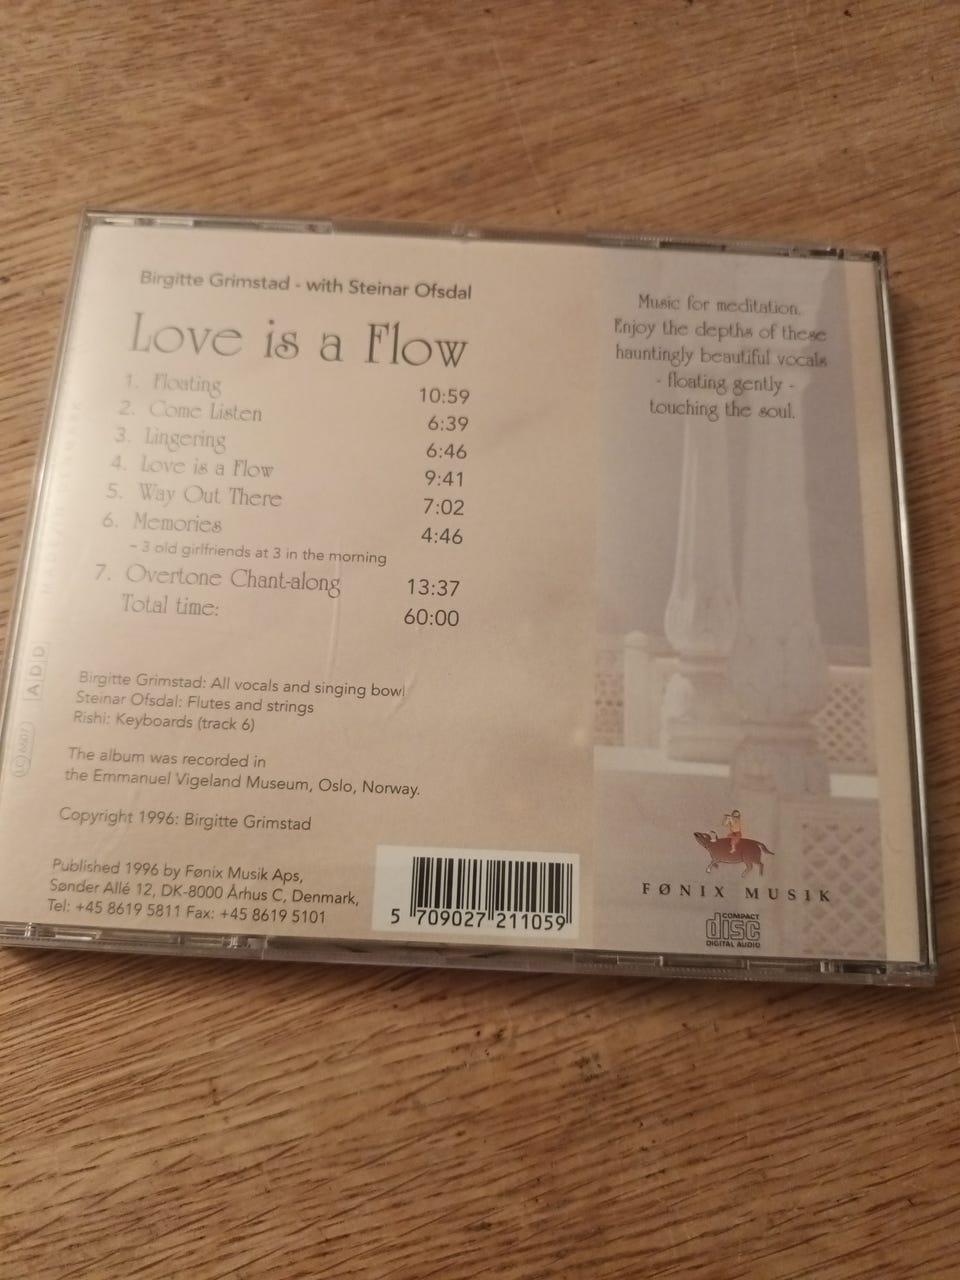 Birgitte Grimstad - with Steinar Ofsdal
Love is a Flow
1. Floating 10:59
2. Come Listen 6:39
3. Lingering 6:46
4. Love is a Flow 9:41
5. Way Out There 7:02
6. Memories 4:46
– 3 old girlfriends at 3 in the morning
7. Overtone Chant-along 13:37
Total time: 60:00
Birgitte Grimstad: All vocals and singing bowl
Steinar Ofsdal: Flutes and strings
Rishi: Keyboards (track 6)
The album was recorded in
the Emmanuel Vigeland Museum, Oslo, Norway.
Copyright 1996: Birgitte Grimstad
Published 1996 by Fønix Musik Aps,
Sønder Allé 12, DK-8000 Århus C, Denmark,
Tel: +45 8619 5811 Fax: +45 8619 5101
5 709027 211059
Music for meditation.
Enjoy the depths of these
hauntingly beautiful vocals
- floating gently -
touching the soul.
FØNIX MUSIK
COMPACT
disc
DIGITAL AUDIO
ADD